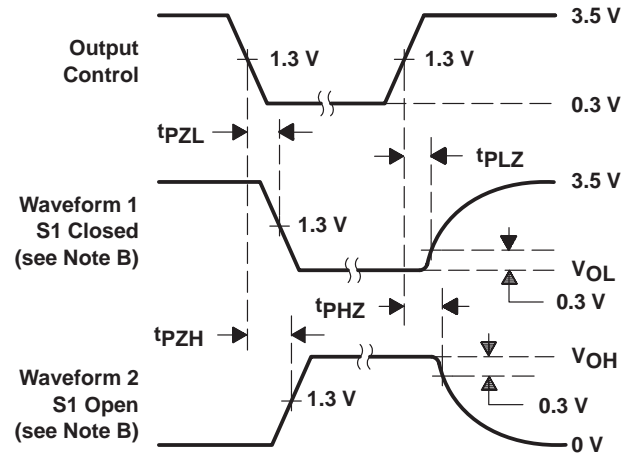 3.5 V
Output
Control
1.3 V
1.3 V
0.3 V
tPZL
tPLZ
3.5 V
Waveform 1
S1 Closed
(see Note B)
1.3 V
VOL
0.3 V
tPHZ
tPZH
VOH
Waveform 2
S1 Open
(see Note B)
1.3 V
0.3 V
0 V